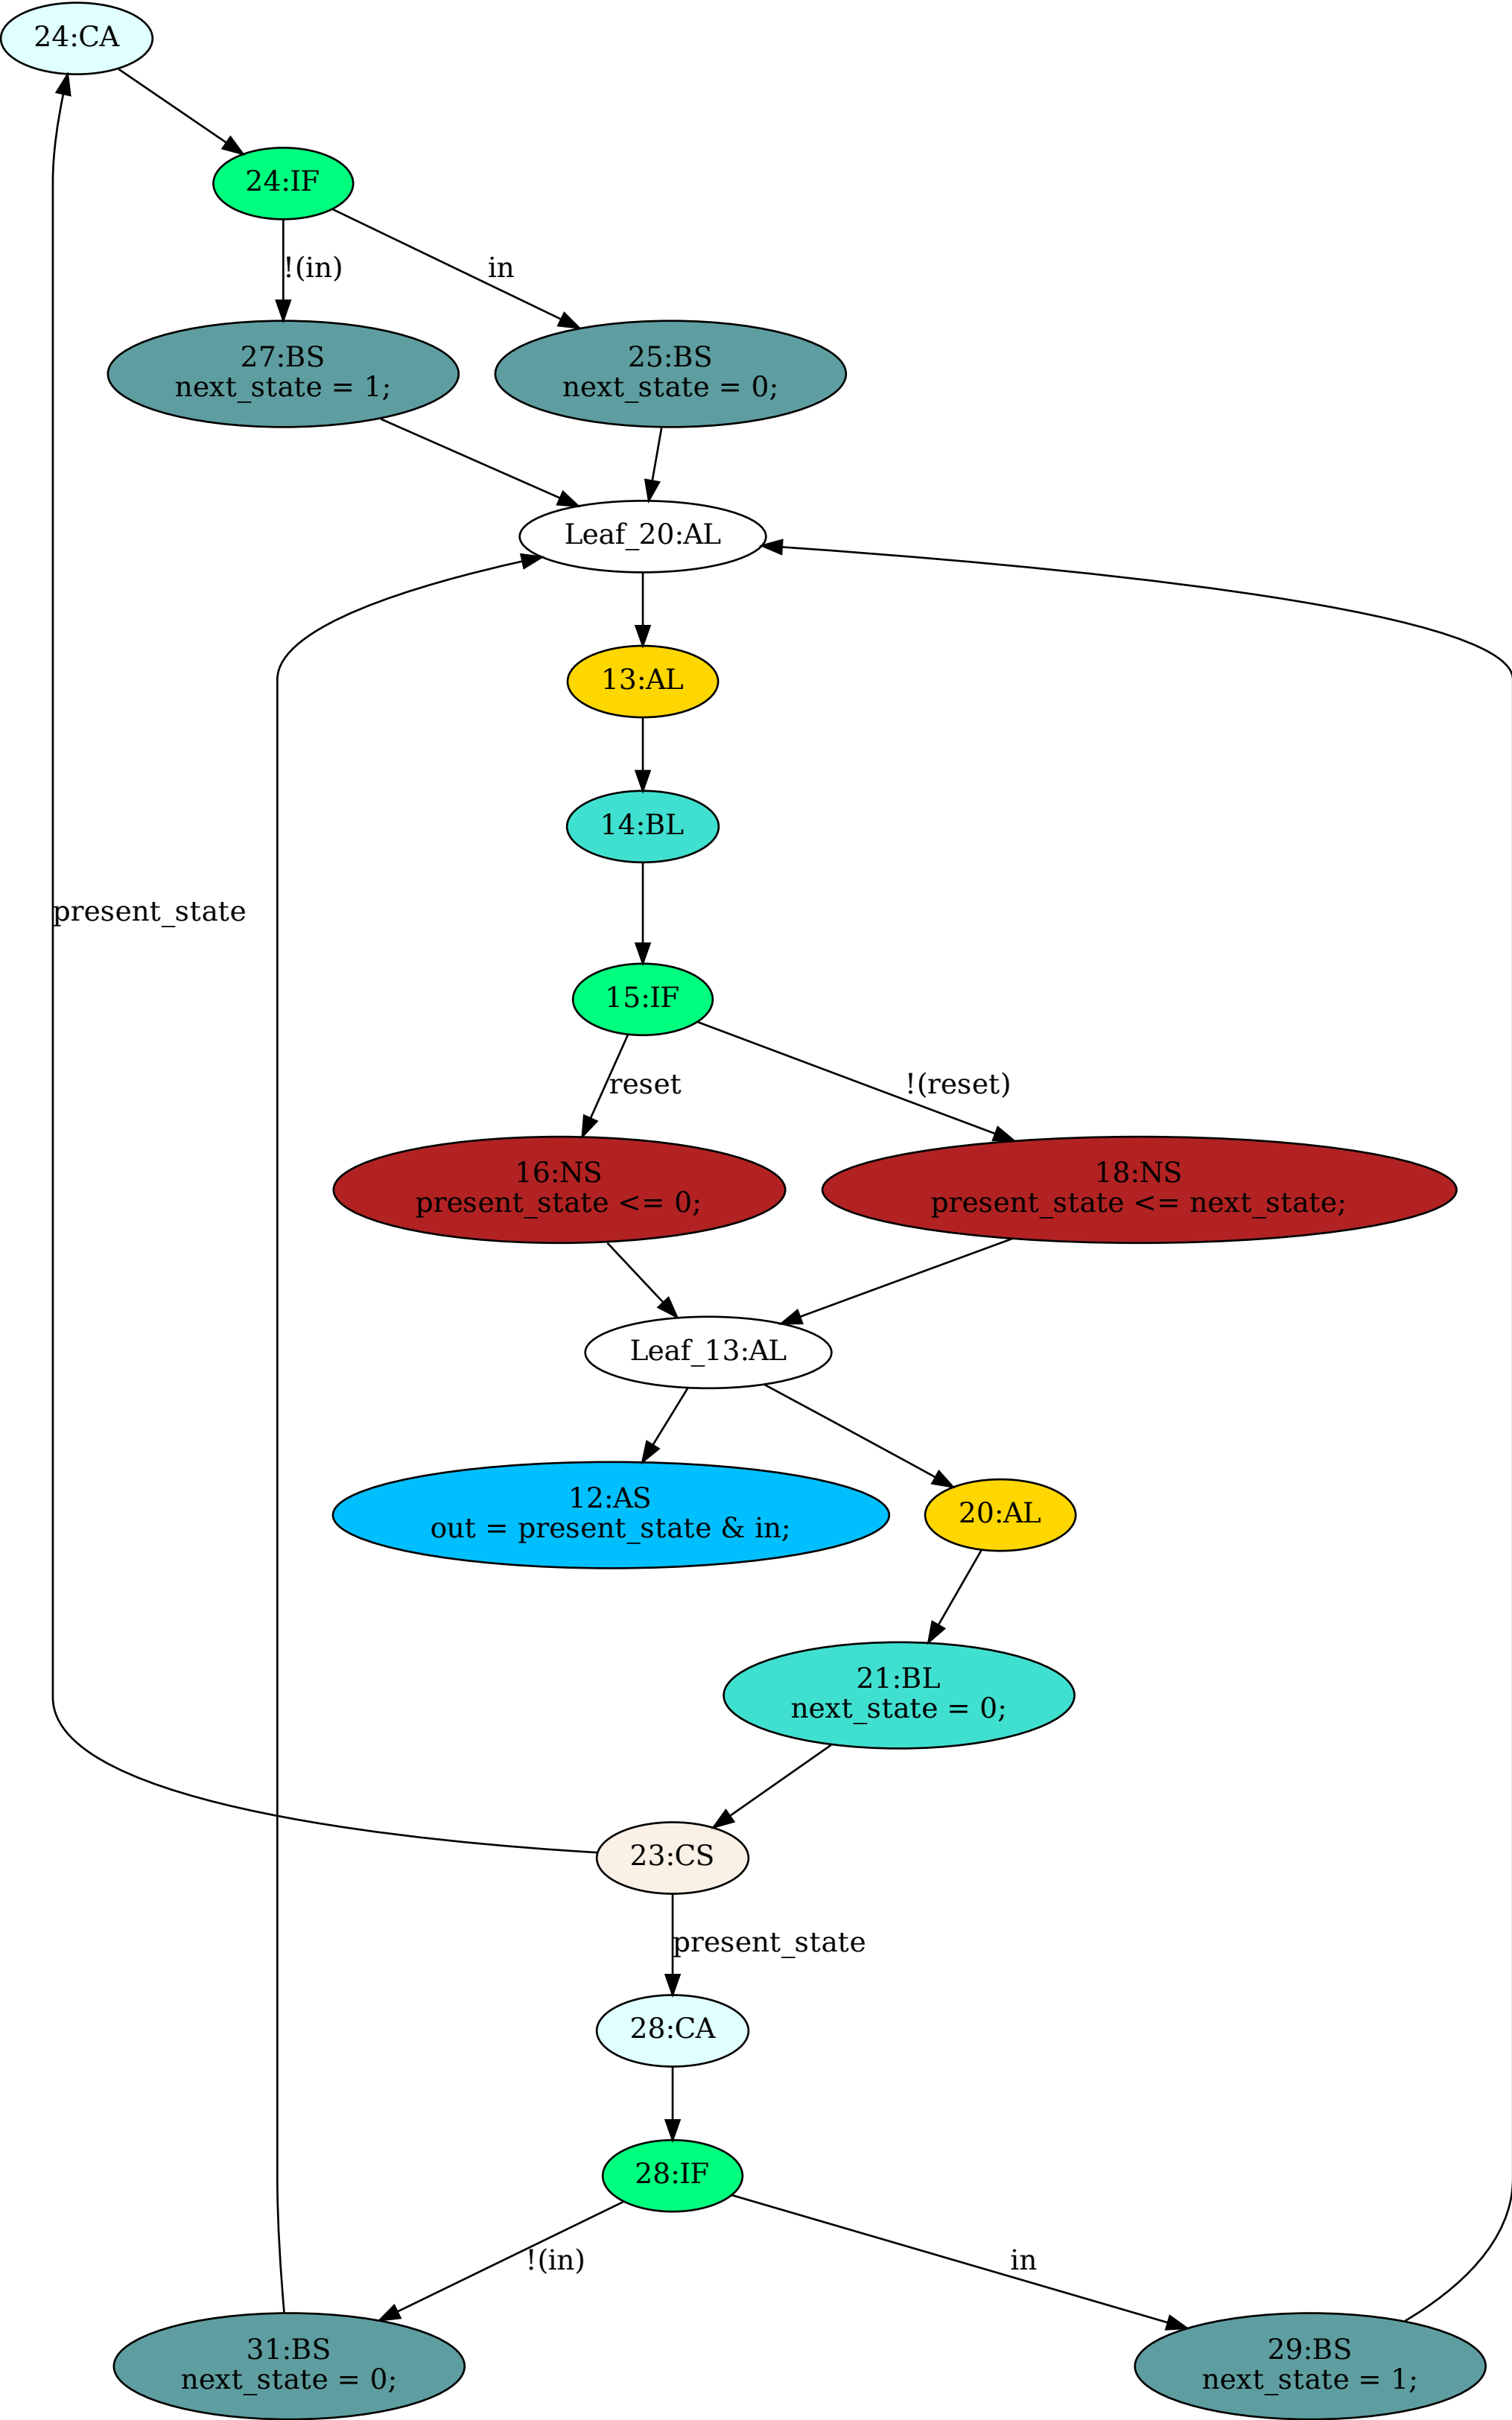 24:CA
24:IF
!(in)
in
27:BS
next_state = 1;
25:BS
next_state = 0;
Leaf_20:AL
13:AL
14:BL
present_state
15:IF
reset
!(reset)
16:NS
present_state <= 0;
18:NS
present_state <= next_state;
Leaf_13:AL
12:AS
out = present_state & in;
20:AL
21:BL
next_state = 0;
23:CS
present_state
28:CA
28:IF
!(in)
in
31:BS
next_state = 0;
29:BS
next_state = 1;